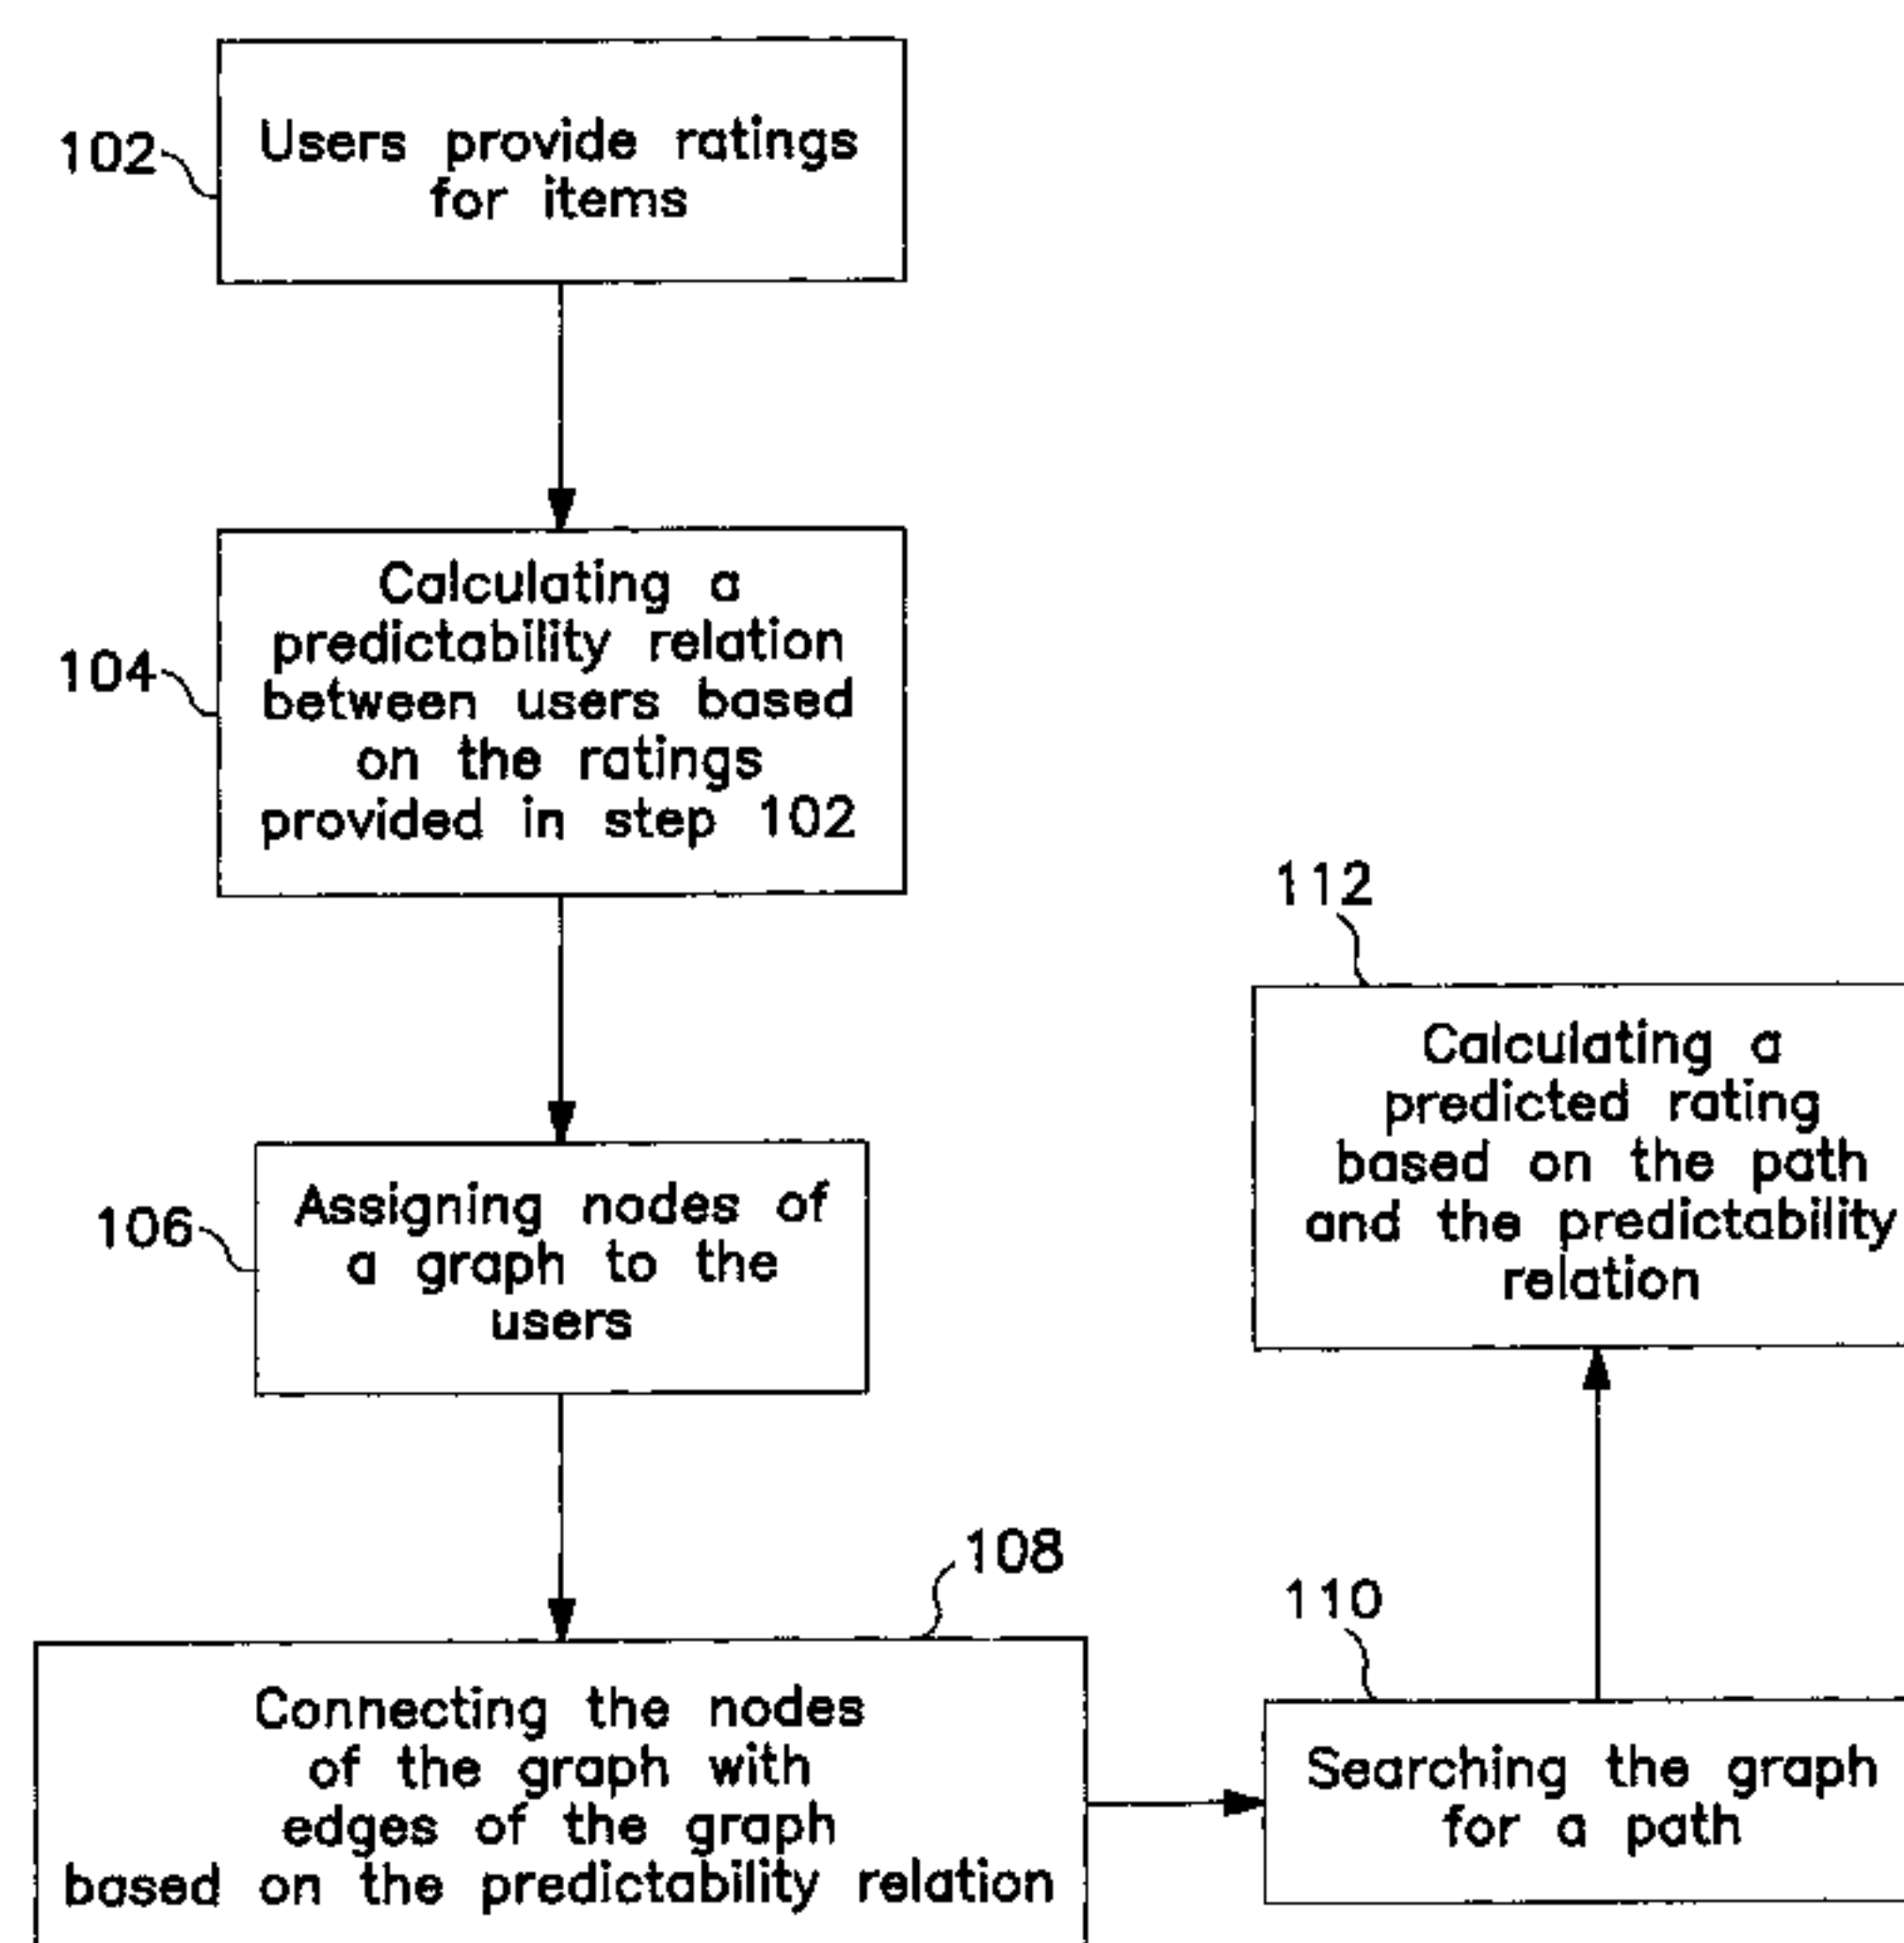 102
Users provide ratings
for items
104
Calculating a
predictability relation
between users based
on the ratings
provided in step 102
106
Assigning nodes of
a graph to the
users
108
Connecting the nodes
of the graph with
edges of the graph
based on the predictability relation
110
Searching the graph
for a path
112
Calculating a
predicted rating
based on the path
and the predictability
relation